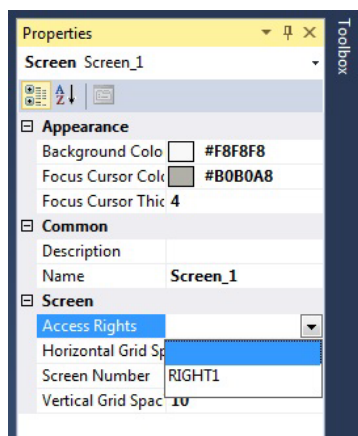 Properties
Toolbox
Screen Screen_1
Appearance
Background Colo #F8F8F8
Focus Cursor Colo #B0B0A8
Focus Cursor Thic 4
Common
Description
Name Screen_1
Screen
Access Rights
Horizontal Grid Sp
Screen Number RIGHT1
Vertical Grid Spac 10